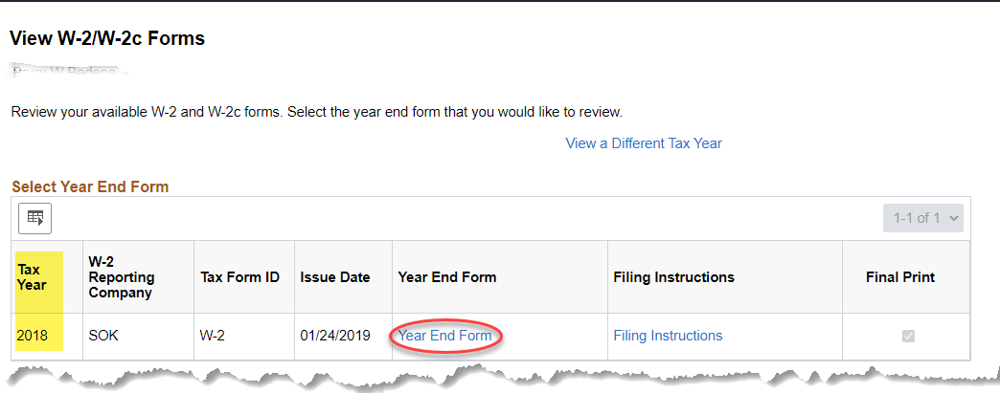 View W-2/W-2c Forms
Review your available W-2 and W-2c forms. Select the year end form that you would like to review.
View a Different Tax Year
Select Year End Form
1-1 of 1
Tax Year W-2 Reporting Company Tax Form ID Issue Date Year End Form Filing Instructions Final Print
2018 SOK W-2 01/24/2019 Year End Form Filing Instructions